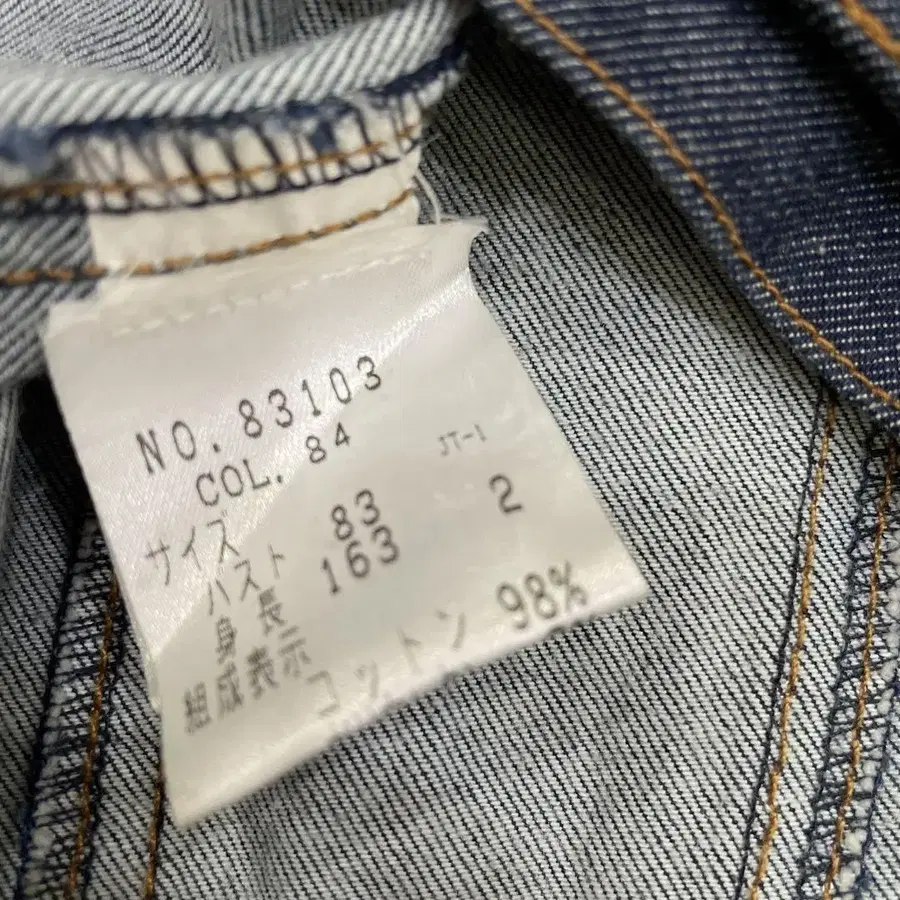 NO. 83103
COL. 84
JT-1
サイズ 2
バスト 83
身長 163
組成表示
コットン 98%